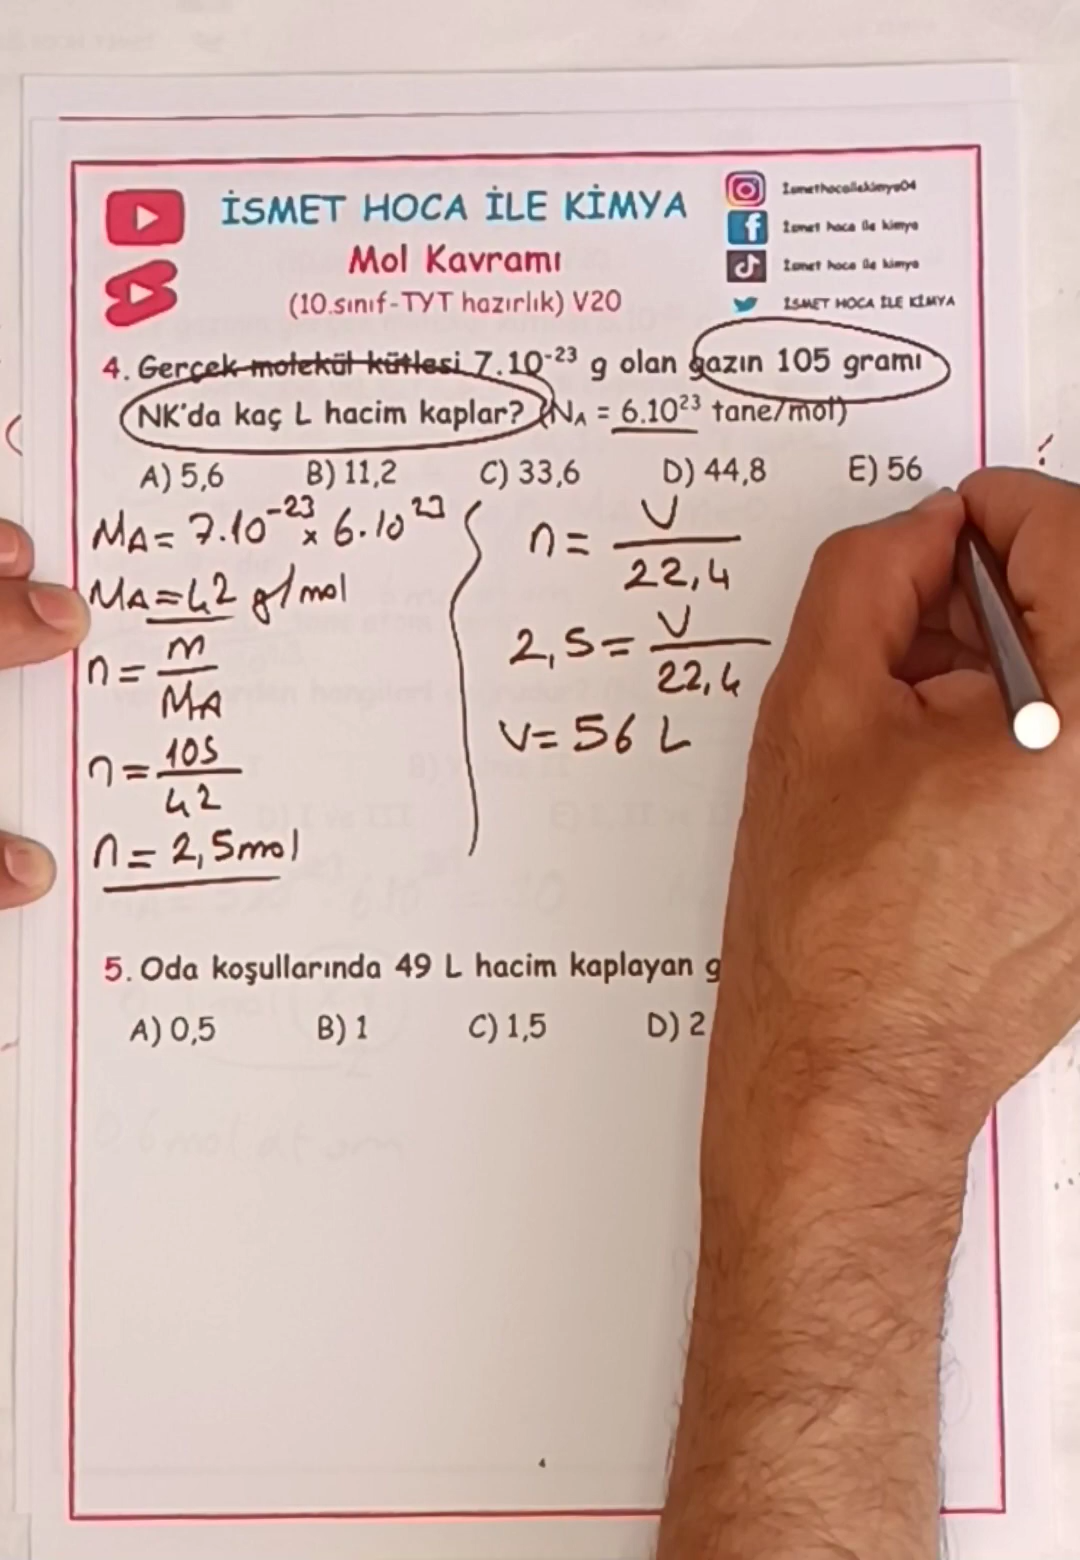 İSMET HOCA İLE KİMYA
Mol Kavramı
(10.sınıf-TYT hazırlık) V20
İsmethocailekimya04
İsmet hoca ile kimya
İsmet hoca ile kimya
İSMET HOCA İLE KİMYA
4. Gerçek molekül kütlesi 7.10⁻²³ g olan gazın 105 gramı
NK'da kaç L hacim kaplar? (N_A = 6.10²³ tane/mol)
A) 5,6 B) 11,2 C) 33,6 D) 44,8 E) 56
MA = 7.10⁻²³ x 6.10²³
MA = 42 g/mol
n = m / MA
n = 105 / 42
n = 2,5 mol
n = V / 22,4
2,5 = V / 22,4
V = 56 L
5. Oda koşullarında 49 L hacim kaplayan g
A) 0,5 B) 1 C) 1,5 D) 2
4